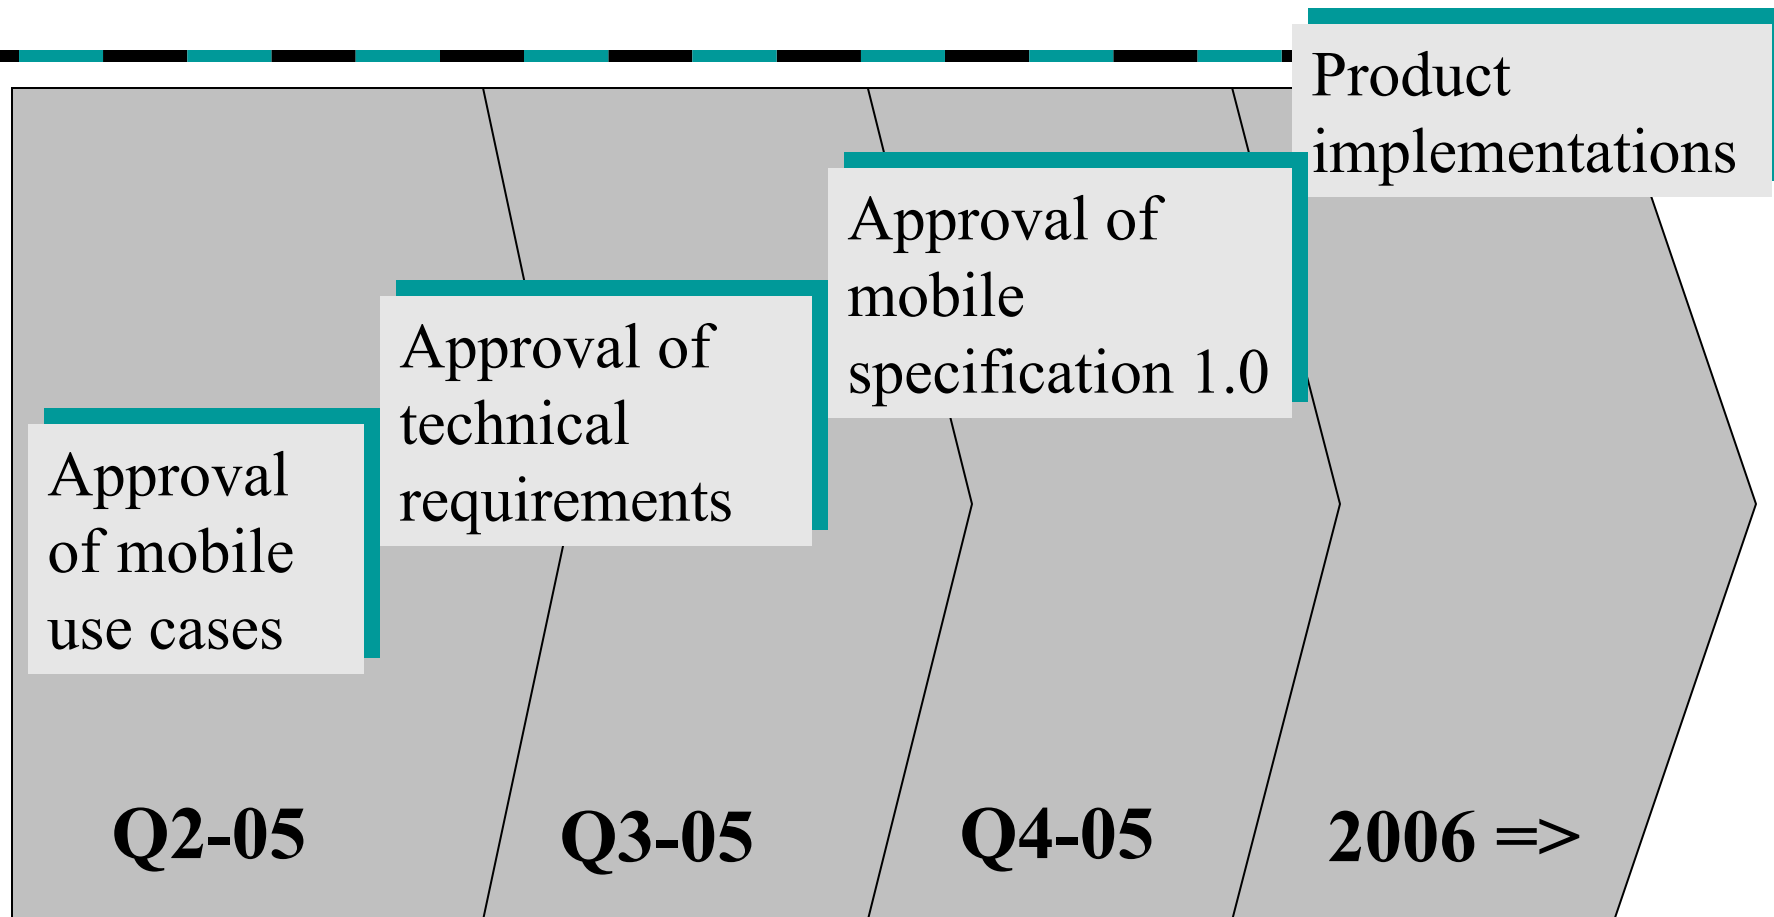 Product
implementations
Approval of
mobile
specification 1.0
Approval of
technical
requirements
Approval
of mobile
use cases
Q2-05
Q3-05
Q4-05
2006 =>